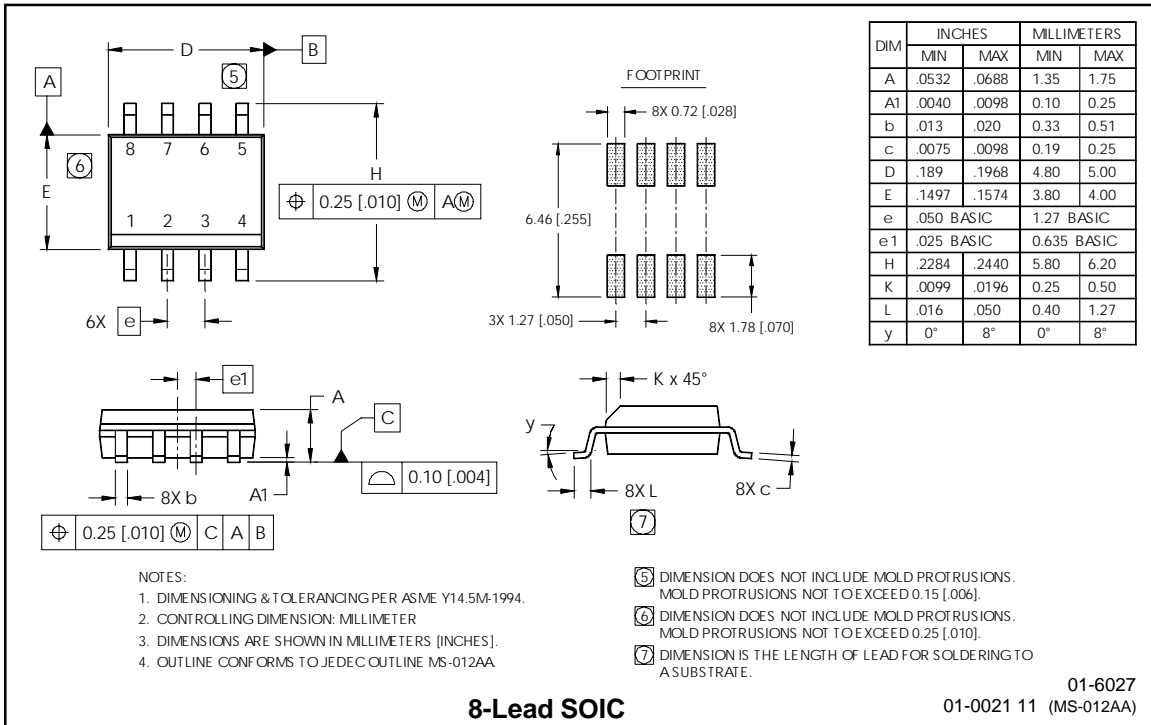 D
B
5
A
8 7 6 5
6
E
H
⌖ 0.25 [.010] Ⓜ A Ⓜ
1 2 3 4
6X e
FOOTPRINT
8X 0.72 [.028]
6.46 [.255]
3X 1.27 [.050]
8X 1.78 [.070]
DIM INCHES MILLIMETERS
MIN MAX MIN MAX
A .0532 .0688 1.35 1.75
A1 .0040 .0098 0.10 0.25
b .013 .020 0.33 0.51
c .0075 .0098 0.19 0.25
D .189 .1968 4.80 5.00
E .1497 .1574 3.80 4.00
e .050 BASIC 1.27 BASIC
e1 .025 BASIC 0.635 BASIC
H .2284 .2440 5.80 6.20
K .0099 .0196 0.25 0.50
L .016 .050 0.40 1.27
y 0° 8° 0° 8°
e1
A
C
0.10 [.004]
8X b
A1
⌖ 0.25 [.010] Ⓜ C A B
K x 45°
y
8X L
8X c
7
NOTES:
1. DIMENSIONING & TOLERANCING PER ASME Y14.5M-1994.
2. CONTROLLING DIMENSION: MILLIMETER
3. DIMENSIONS ARE SHOWN IN MILLIMETERS [INCHES].
4. OUTLINE CONFORMS TO JEDEC OUTLINE MS-012AA.
5 DIMENSION DOES NOT INCLUDE MOLD PROTRUSIONS.
MOLD PROTRUSIONS NOT TO EXCEED 0.15 [.006].
6 DIMENSION DOES NOT INCLUDE MOLD PROTRUSIONS.
MOLD PROTRUSIONS NOT TO EXCEED 0.25 [.010].
7 DIMENSION IS THE LENGTH OF LEAD FOR SOLDERING TO
A SUBSTRATE.
8-Lead SOIC
01-6027
01-0021 11 (MS-012AA)